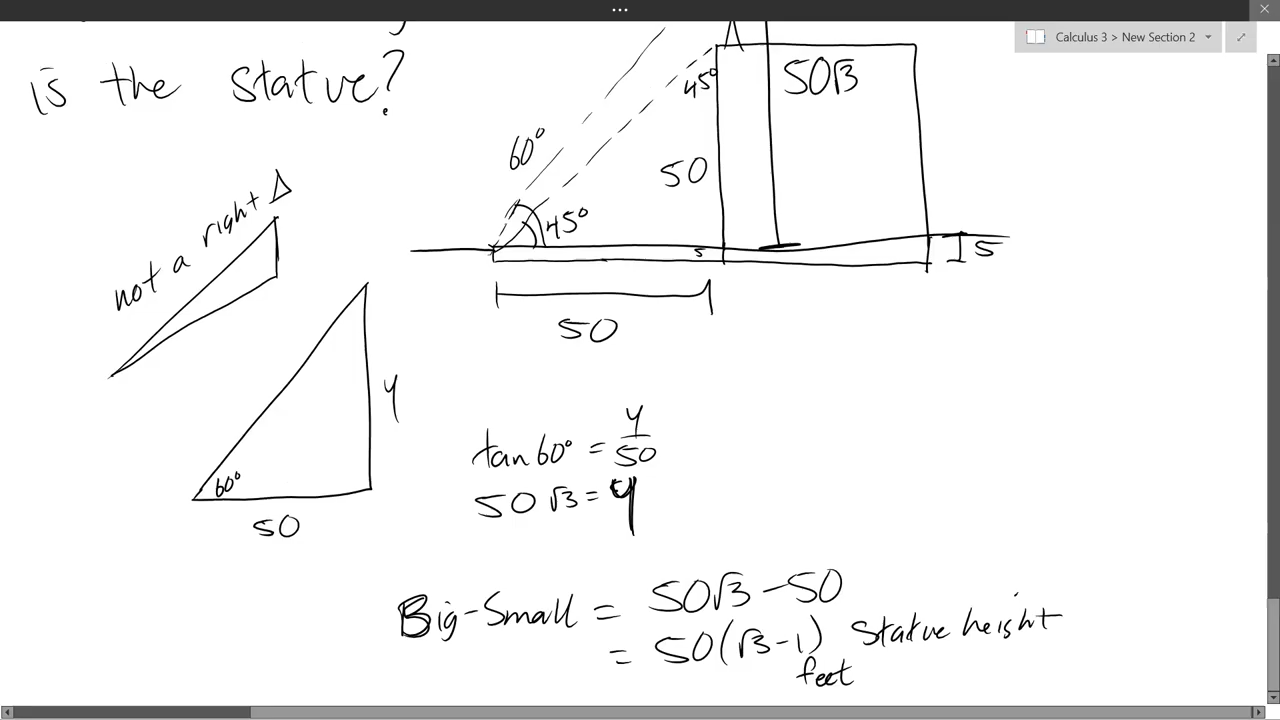 Calculus 3 > New Section 2
is the statue?
45°
50√3
60°
50
45°
5
5
50
not a right Δ
y
60°
50
tan 60° = y/50
50 √3 = y
Big-Small = 50√3 - 50
= 50(√3 - 1) Statue height
feet